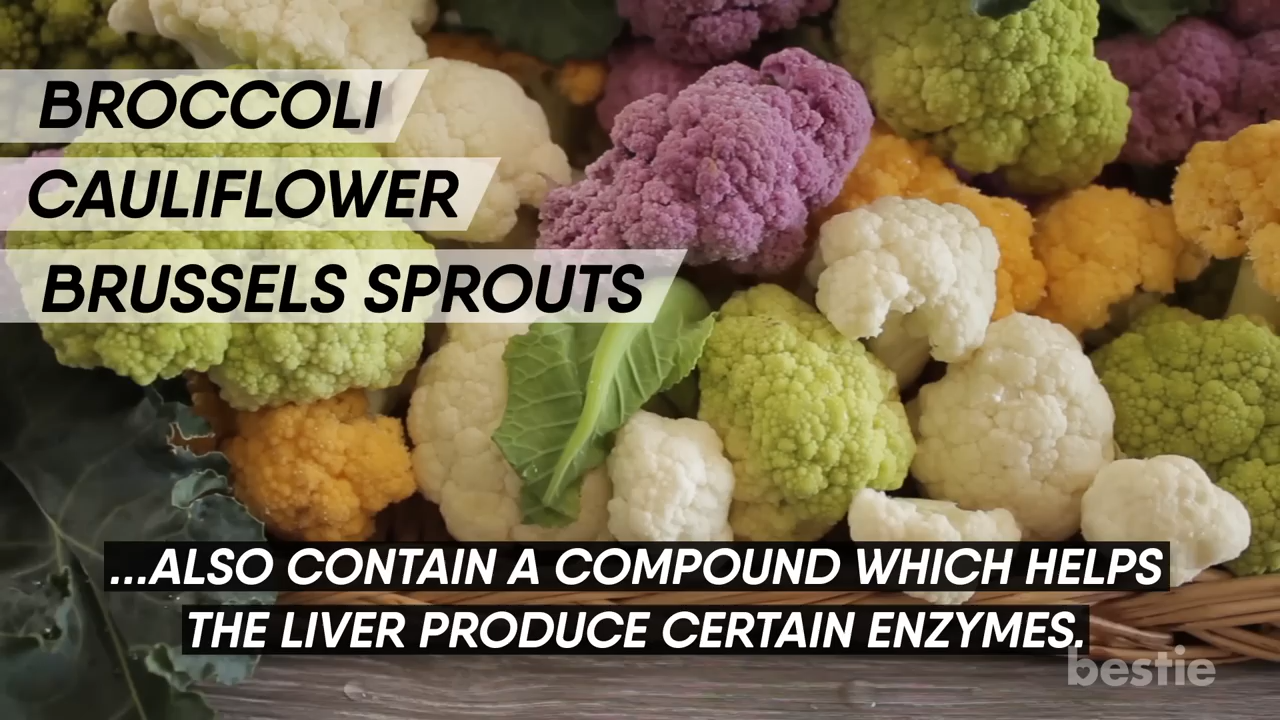 BROCCOLI
CAULIFLOWER
BRUSSELS SPROUTS
...ALSO CONTAIN A COMPOUND WHICH HELPS
THE LIVER PRODUCE CERTAIN ENZYMES.
bestie